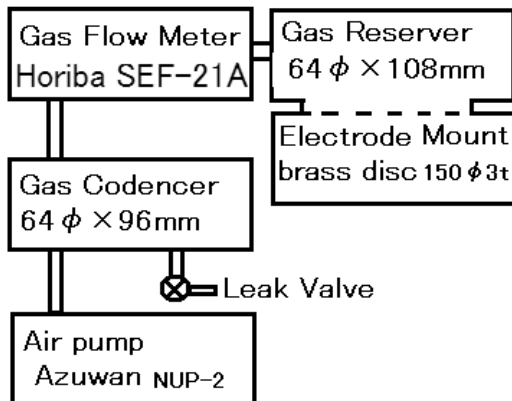 Gas Flow Meter
Horiba SEF-21A
Gas Reserver
64φ×108mm
Electrode Mount
brass disc 150φ3t
Gas Codencer
64φ×96mm
Leak Valve
Air pump
Azuwan NUP-2